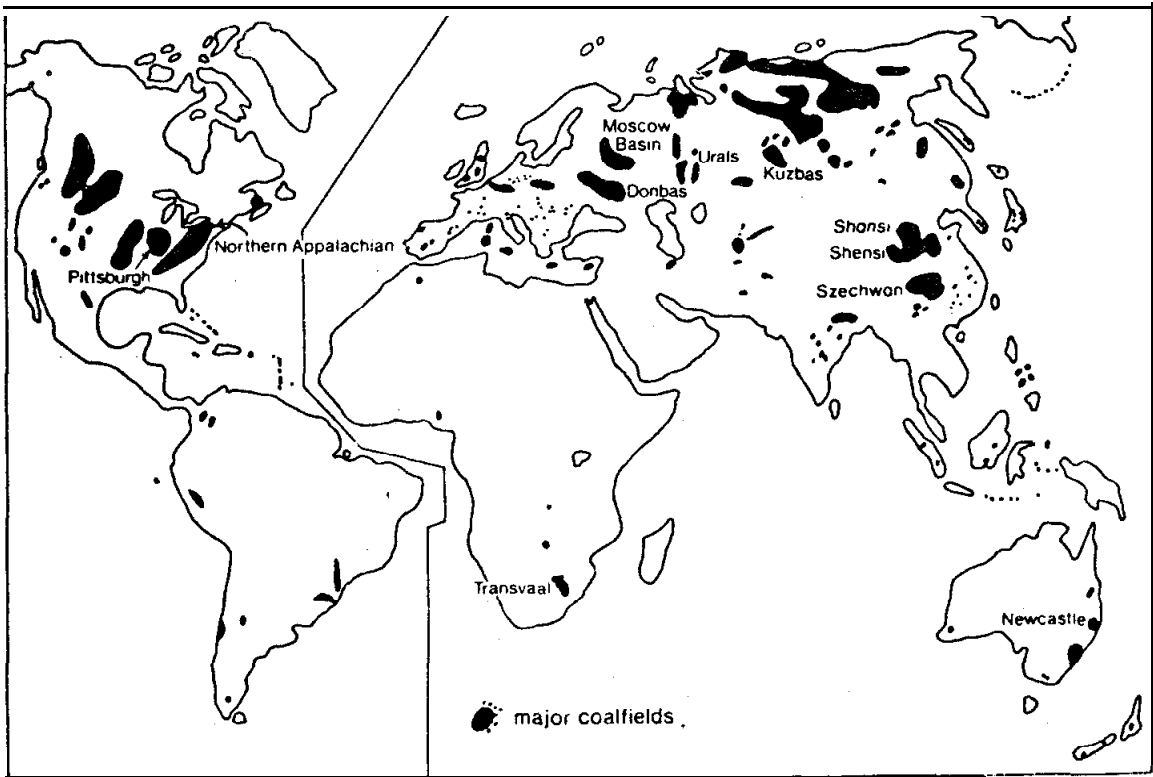 Moscow
Basin
Urals
Kuzbas
Donbas
Shansi
Shensi
Szechwan
Northern Appalachian
Pittsburgh
Transvaal
Newcastle
major coalfields